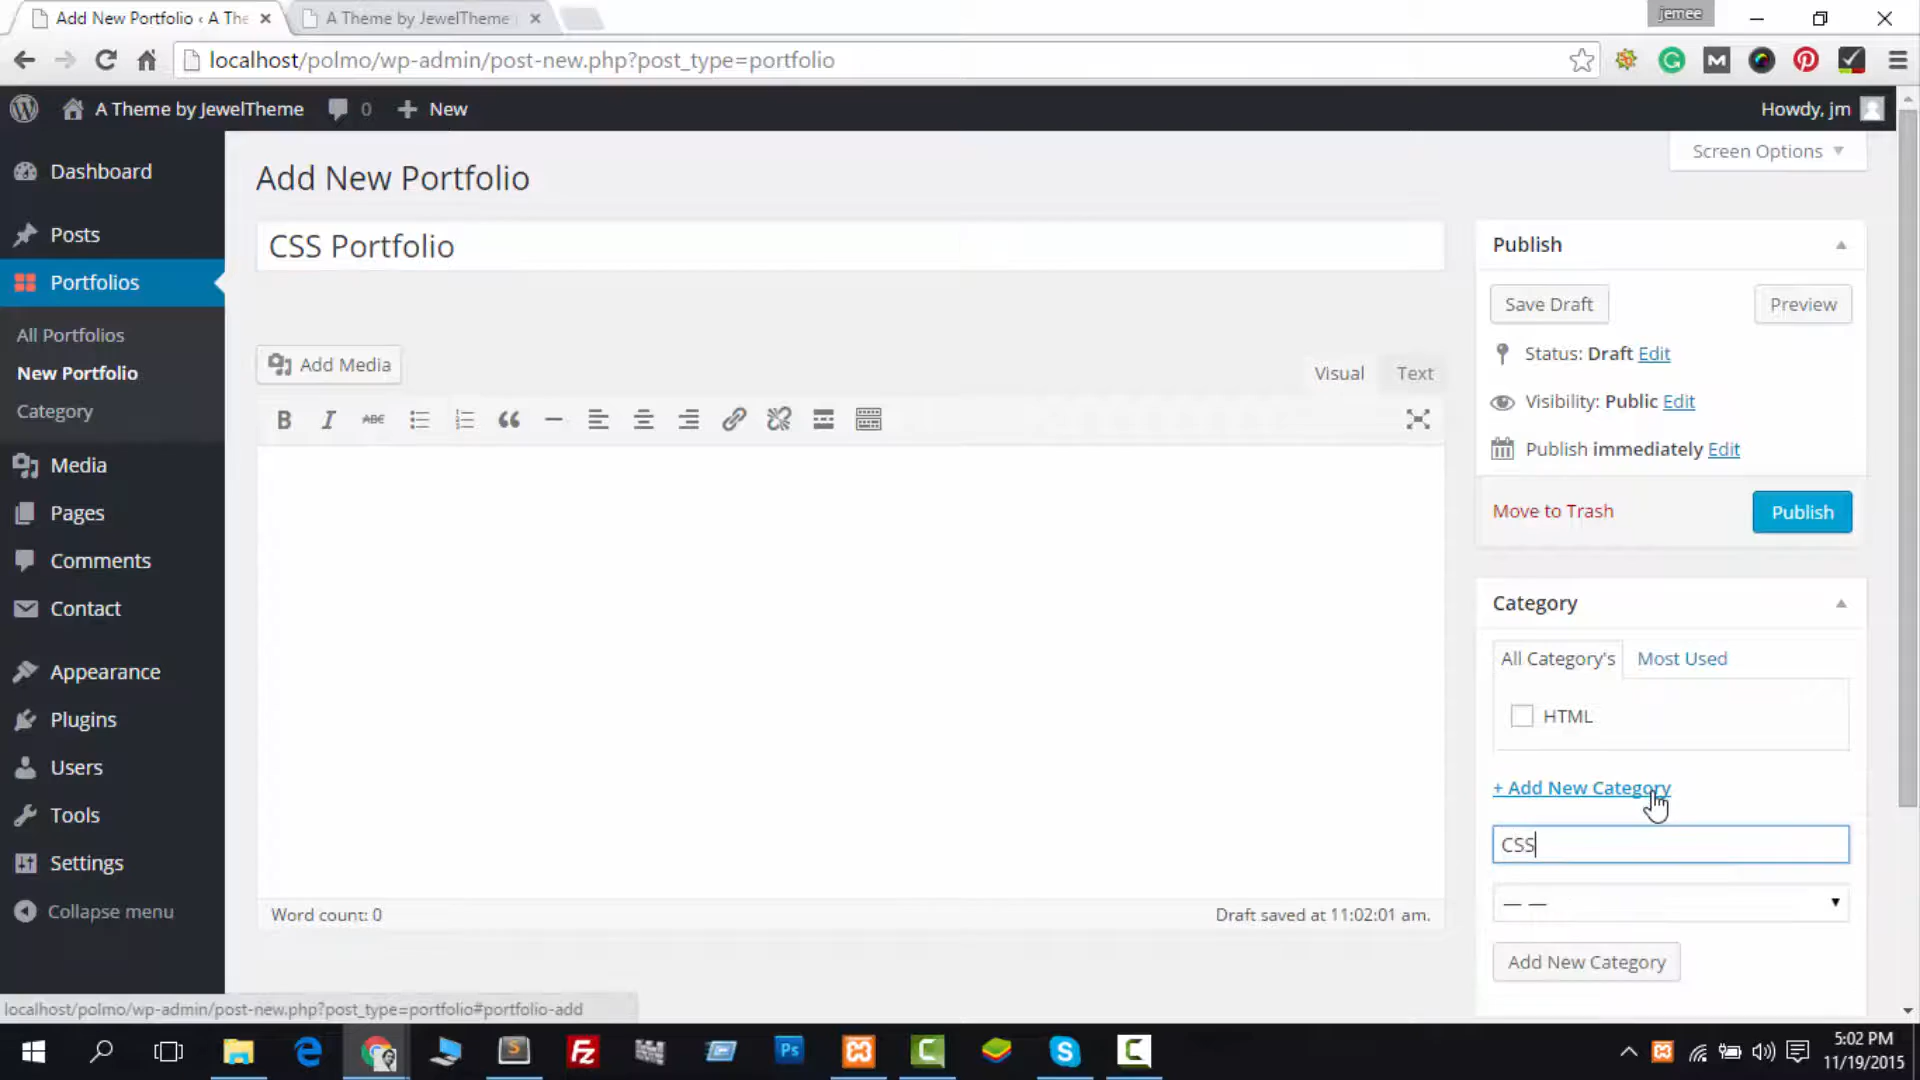 Add New Portfolio ‹ A The
A Theme by JewelTheme
jemee
localhost/polmo/wp-admin/post-new.php?post_type=portfolio
A Theme by JewelTheme
0
New
Howdy, jm
Dashboard
Posts
Portfolios
All Portfolios
New Portfolio
Category
Media
Pages
Comments
Contact
Appearance
Plugins
Users
Tools
Settings
Collapse menu
Screen Options
Add New Portfolio
CSS Portfolio
Add Media
Visual
Text
B I ABC
Word count: 0
Draft saved at 11:02:01 am.
Publish
Save Draft
Preview
Status: Draft Edit
Visibility: Public Edit
Publish immediately Edit
Move to Trash
Publish
Category
All Category's
Most Used
HTML
+ Add New Category
CSS
— —
Add New Category
localhost/polmo/wp-admin/post-new.php?post_type=portfolio#portfolio-add
Fz
Ps
5:02 PM
11/19/2015